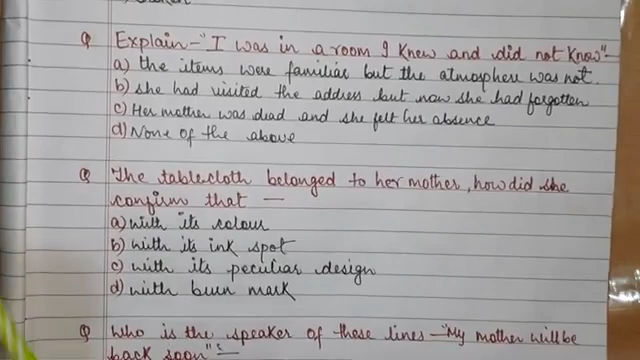 Q Explain - "I was in a room I knew and did not know" -
a) the items were familiar but the atmosphere was not.
b) she had visited the address but now she had forgotten
c) Her mother was dead and she felt her absence
d) None of the above
Q The tablecloth belonged to her mother, how did she
confirm that —
a) with its colour
b) with its ink spot
c) with its peculiar design
d) with burn mark
Q Who is the speaker of these lines - "My mother will be
back soon" -